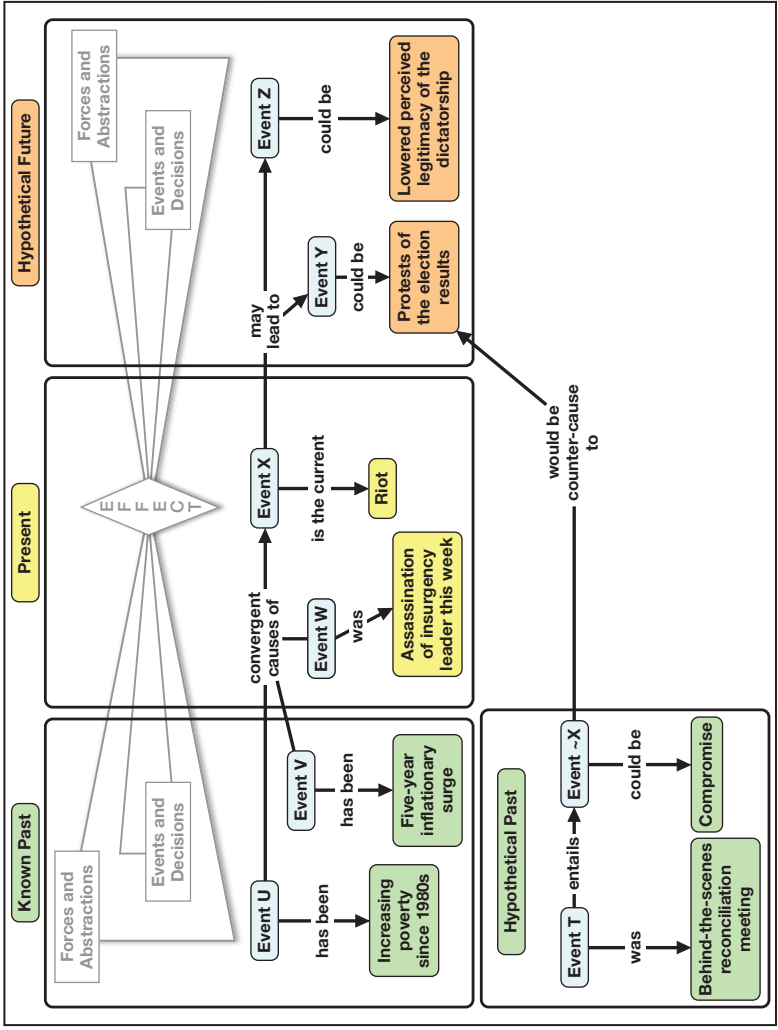 Known Past
Present
Hypothetical Future
Forces and
Abstractions
Events and
Decisions
E
F
F
E
C
T
Forces and
Abstractions
Events and
Decisions
Event U
has been
Increasing
poverty
since 1980s
Event V
has been
Five-year
inflationary
surge
convergent
causes of
Event W
was
Assassination
of insurgency
leader this week
Event X
is the current
Riot
may
lead to
Event Y
could be
Protests of
the election
results
Event Z
could be
Lowered perceived
legitimacy of the
dictatorship
Hypothetical Past
Event T
entails
Event ~X
was
Behind-the-scenes
reconciliation
meeting
could be
Compromise
would be
counter-cause
to